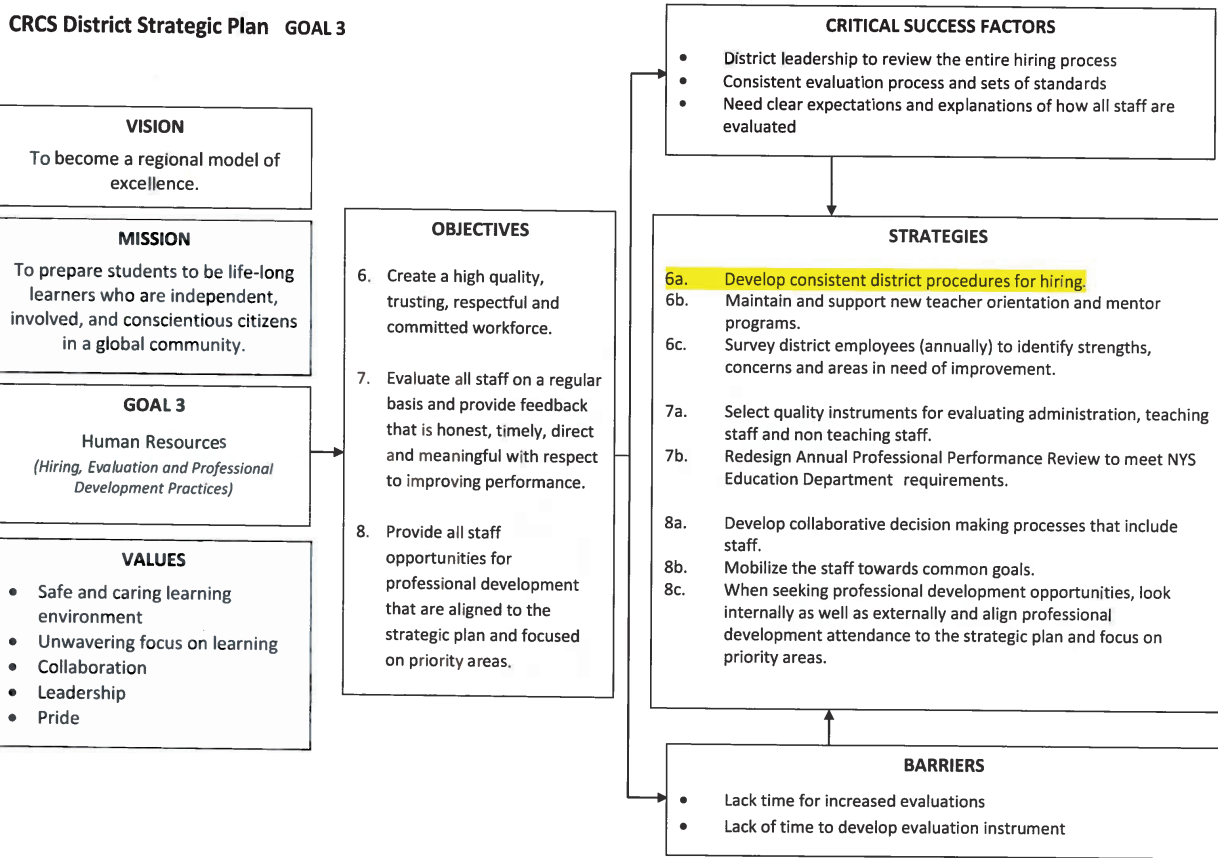 CRCS District Strategic Plan GOAL 3
VISION
To become a regional model of
excellence.
MISSION
To prepare students to be life-long
learners who are independent,
involved, and conscientious citizens
in a global community.
GOAL 3
Human Resources
(Hiring, Evaluation and Professional
Development Practices)
VALUES
• Safe and caring learning
environment
• Unwavering focus on learning
• Collaboration
• Leadership
• Pride
OBJECTIVES
6. Create a high quality,
trusting, respectful and
committed workforce.
7. Evaluate all staff on a regular
basis and provide feedback
that is honest, timely, direct
and meaningful with respect
to improving performance.
8. Provide all staff
opportunities for
professional development
that are aligned to the
strategic plan and focused
on priority areas.
CRITICAL SUCCESS FACTORS
• District leadership to review the entire hiring process
• Consistent evaluation process and sets of standards
• Need clear expectations and explanations of how all staff are
evaluated
STRATEGIES
6a. Develop consistent district procedures for hiring.
6b. Maintain and support new teacher orientation and mentor
programs.
6c. Survey district employees (annually) to identify strengths,
concerns and areas in need of improvement.
7a. Select quality instruments for evaluating administration, teaching
staff and non teaching staff.
7b. Redesign Annual Professional Performance Review to meet NYS
Education Department requirements.
8a. Develop collaborative decision making processes that include
staff.
8b. Mobilize the staff towards common goals.
8c. When seeking professional development opportunities, look
internally as well as externally and align professional
development attendance to the strategic plan and focus on
priority areas.
BARRIERS
• Lack time for increased evaluations
• Lack of time to develop evaluation instrument